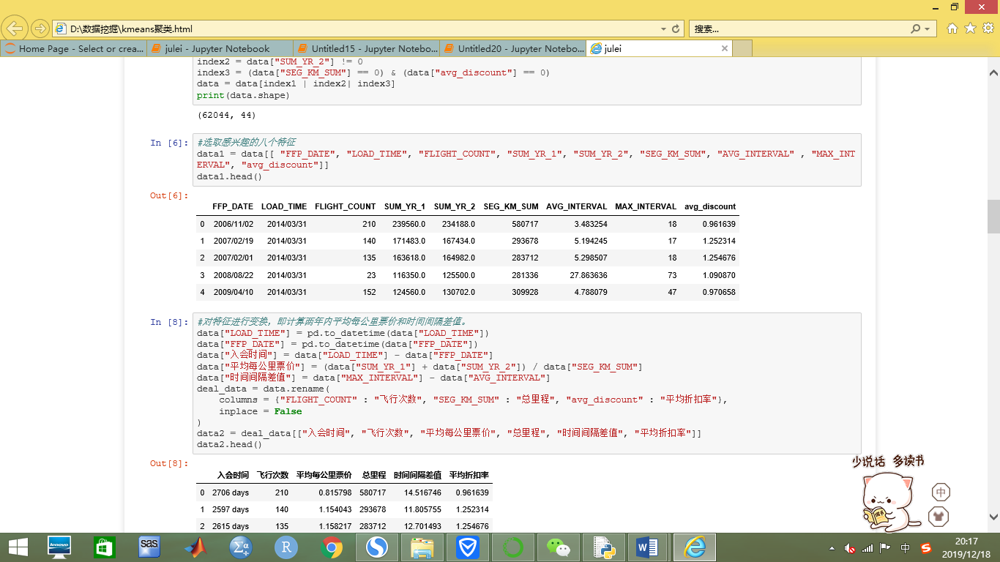 D:\数据挖掘\kmeans聚类.html
搜索...
Home Page - Select or crea...
julei - Jupyter Notebook
Untitled15 - Jupyter Notebo...
Untitled20 - Jupyter Notebo...
julei
index2 = data["SUM_YR_2"] != 0
index3 = (data["SEG_KM_SUM"] == 0) & (data["avg_discount"] == 0)
data = data[index1 | index2| index3]
print(data.shape)
(62044, 44)
In [6]:
#选取感兴趣的八个特征
data1 = data[[ "FFP_DATE", "LOAD_TIME", "FLIGHT_COUNT", "SUM_YR_1", "SUM_YR_2", "SEG_KM_SUM", "AVG_INTERVAL" , "MAX_INT
ERVAL", "avg_discount"]]
data1.head()
Out[6]:
FFP_DATE LOAD_TIME FLIGHT_COUNT SUM_YR_1 SUM_YR_2 SEG_KM_SUM AVG_INTERVAL MAX_INTERVAL avg_discount
0 2006/11/02 2014/03/31 210 239560.0 234188.0 580717 3.483254 18 0.961639
1 2007/02/19 2014/03/31 140 171483.0 167434.0 293678 5.194245 17 1.252314
2 2007/02/01 2014/03/31 135 163618.0 164982.0 283712 5.298507 18 1.254676
3 2008/08/22 2014/03/31 23 116350.0 125500.0 281336 27.863636 73 1.090870
4 2009/04/10 2014/03/31 152 124560.0 130702.0 309928 4.788079 47 0.970658
In [8]:
#对特征进行变换，即计算两年内平均每公里票价和时间间隔差值。
data["LOAD_TIME"] = pd.to_datetime(data["LOAD_TIME"])
data["FFP_DATE"] = pd.to_datetime(data["FFP_DATE"])
data["入会时间"] = data["LOAD_TIME"] - data["FFP_DATE"]
data["平均每公里票价"] = (data["SUM_YR_1"] + data["SUM_YR_2"]) / data["SEG_KM_SUM"]
data["时间间隔差值"] = data["MAX_INTERVAL"] - data["AVG_INTERVAL"]
deal_data = data.rename(
columns = {"FLIGHT_COUNT" : "飞行次数", "SEG_KM_SUM" : "总里程", "avg_discount" : "平均折扣率"},
inplace = False
)
data2 = deal_data[["入会时间", "飞行次数", "平均每公里票价", "总里程", "时间间隔差值", "平均折扣率"]]
data2.head()
Out[8]:
入会时间 飞行次数 平均每公里票价 总里程 时间间隔差值 平均折扣率
0 2706 days 210 0.815798 580717 14.516746 0.961639
1 2597 days 140 1.154043 293678 11.805755 1.252314
2 2615 days 135 1.158217 283712 12.701493 1.254676
少说话 多读书
中
lenovo
sas
Σα
R
S
W
中
S
20:17
2019/12/18